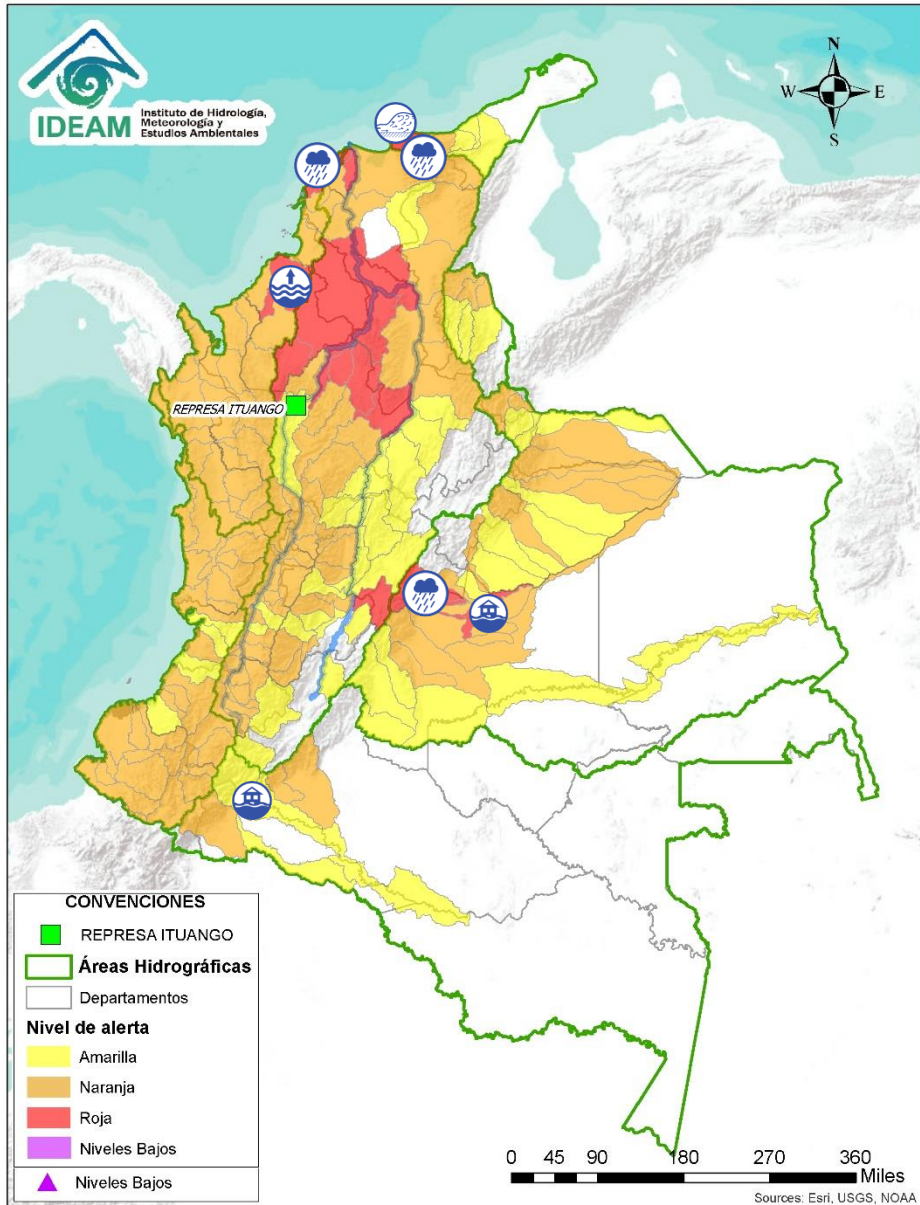 IDEAM
Instituto de Hidrología,
Meteorología y
Estudios Ambientales
N
W
E
S
REPRESA ITUANGO
CONVENCIONES
REPRESA ITUANGO
Áreas Hidrográficas
Departamentos
Nivel de alerta
Amarilla
Naranja
Roja
Niveles Bajos
Niveles Bajos
0 45 90 180 270 360
Miles
Sources: Esri, USGS, NOAA